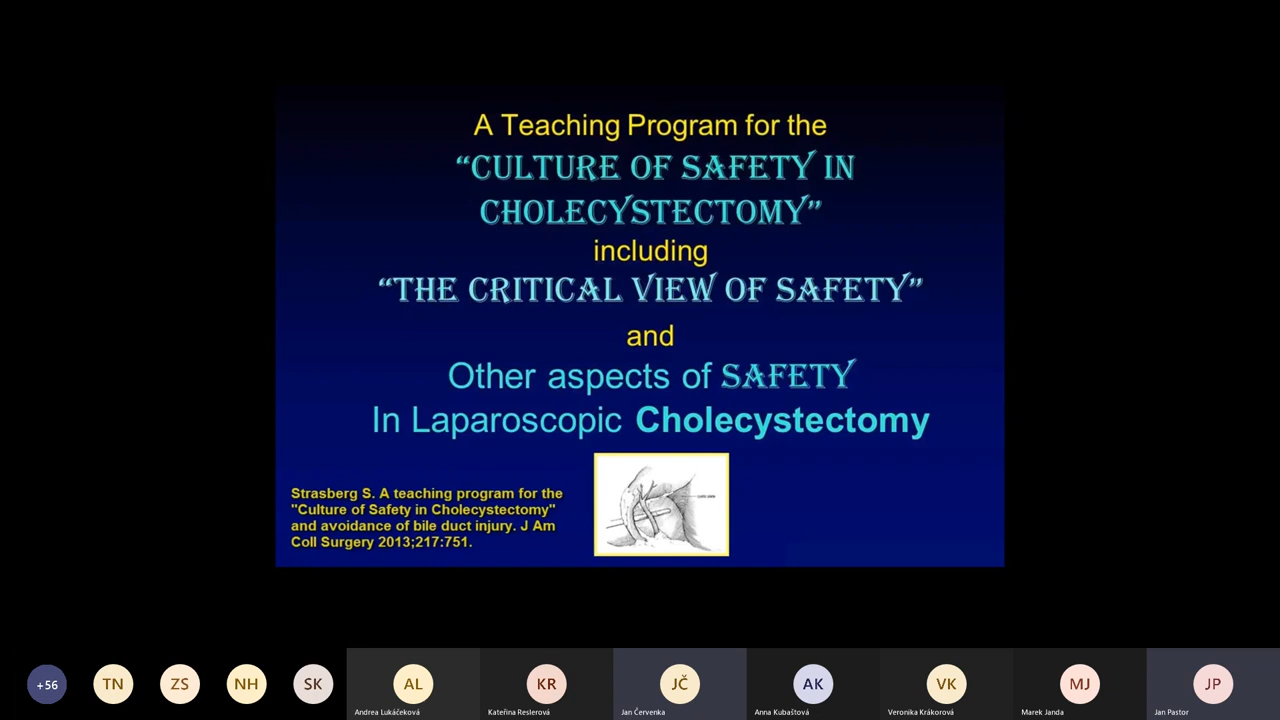 A Teaching Program for the
“CULTURE OF SAFETY IN
CHOLECYSTECTOMY”
including
“THE CRITICAL VIEW OF SAFETY”
and
Other aspects of SAFETY
In Laparoscopic Cholecystectomy
Strasberg S. A teaching program for the
"Culture of Safety in Cholecystectomy"
and avoidance of bile duct injury. J Am
Coll Surgery 2013;217:751.
+56
TN
ZS
NH
SK
AL
KR
JČ
AK
VK
MJ
JP
Andrea Lukáčeková
Kateřina Reslerová
Jan Červenka
Anna Kubaštová
Veronika Krákorová
Marek Janda
Jan Pastor